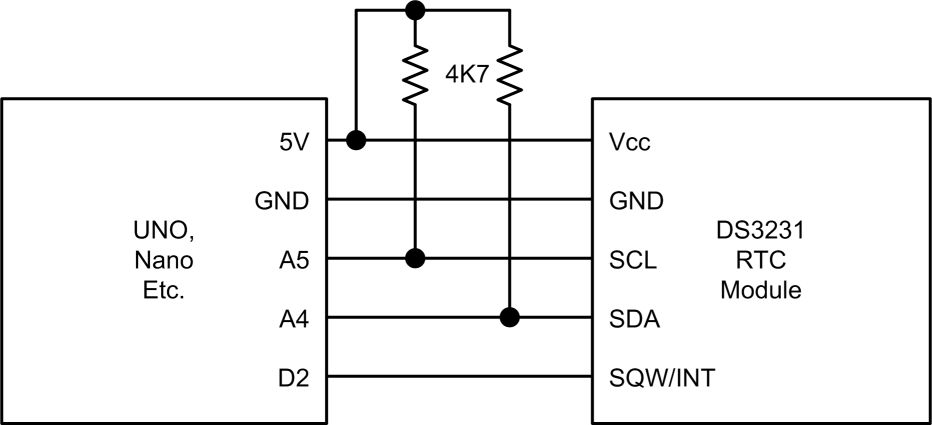 4K7
5V
GND
A5
A4
D2
UNO,
Nano
Etc.
Vcc
GND
SCL
SDA
SQW/INT
DS3231
RTC
Module